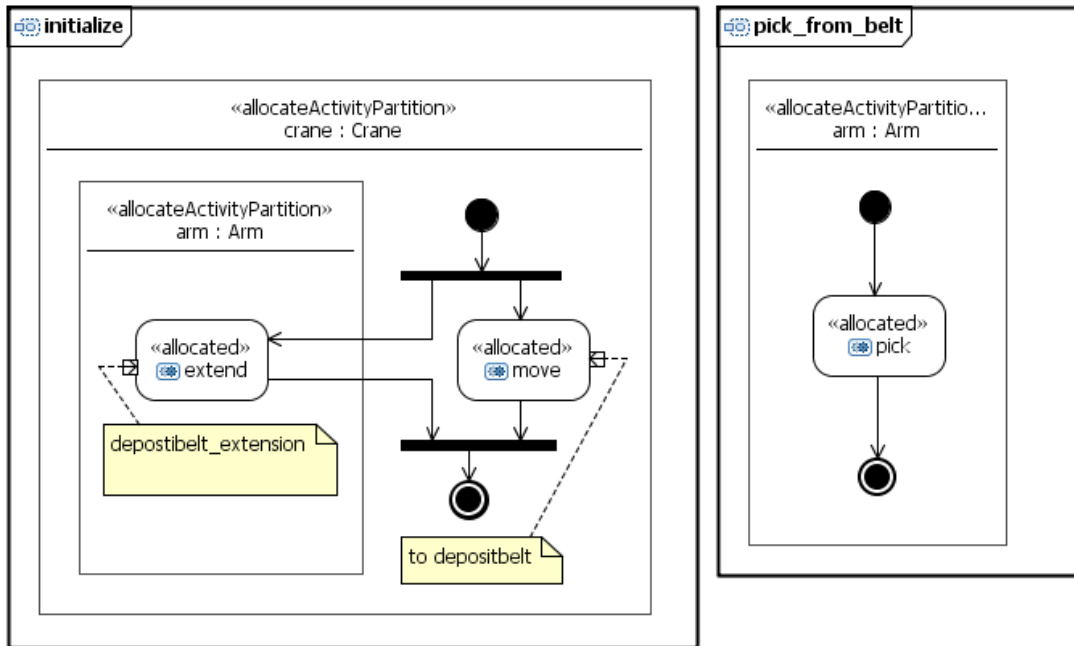 initialize
«allocateActivityPartition»
crane : Crane
«allocateActivityPartition»
arm : Arm
«allocated»
extend
«allocated»
move
depostibelt_extension
to depositbelt
pick_from_belt
«allocateActivityPartitio...
arm : Arm
«allocated»
pick